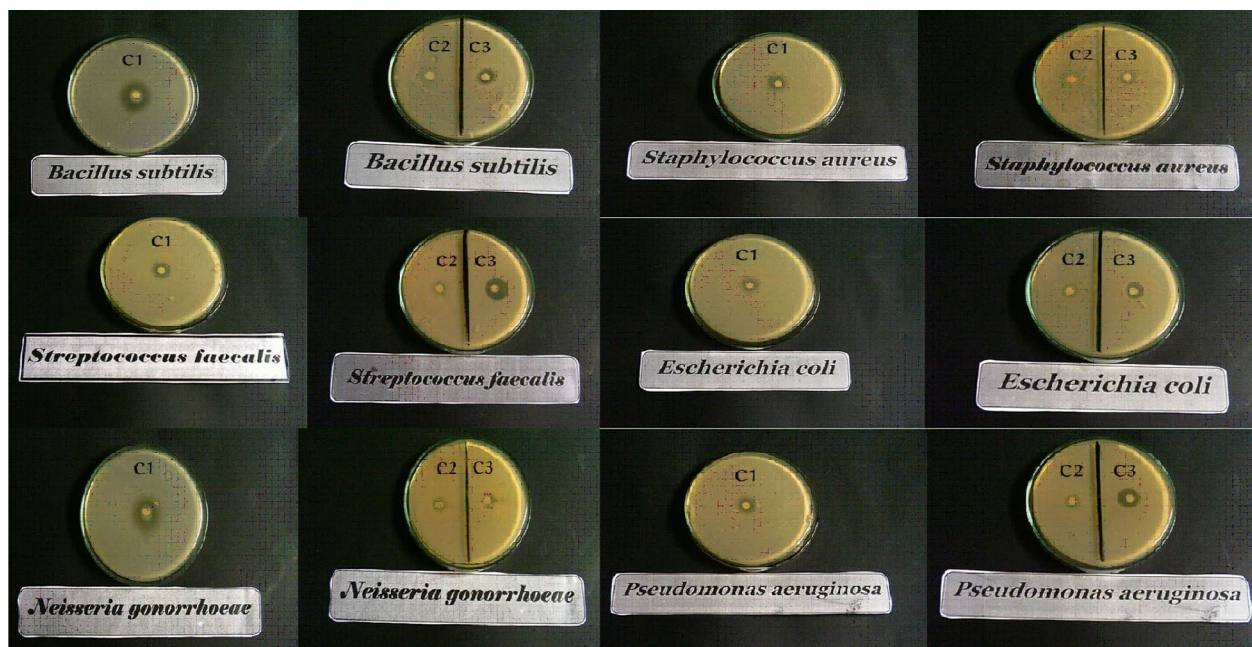 C1
C2 C3
C1
C2 C3
Bacillus subtilis
Bacillus subtilis
Staphylococcus aureus
Staphylococcus aureus
C1
C2 C3
C1
C2 C3
Streptococcus faecalis
Streptococcus faecalis
Escherichia coli
Escherichia coli
C1
C2 C3
C1
C2 C3
Neisseria gonorrhoeae
Neisseria gonorrhoeae
Pseudomonas aeruginosa
Pseudomonas aeruginosa